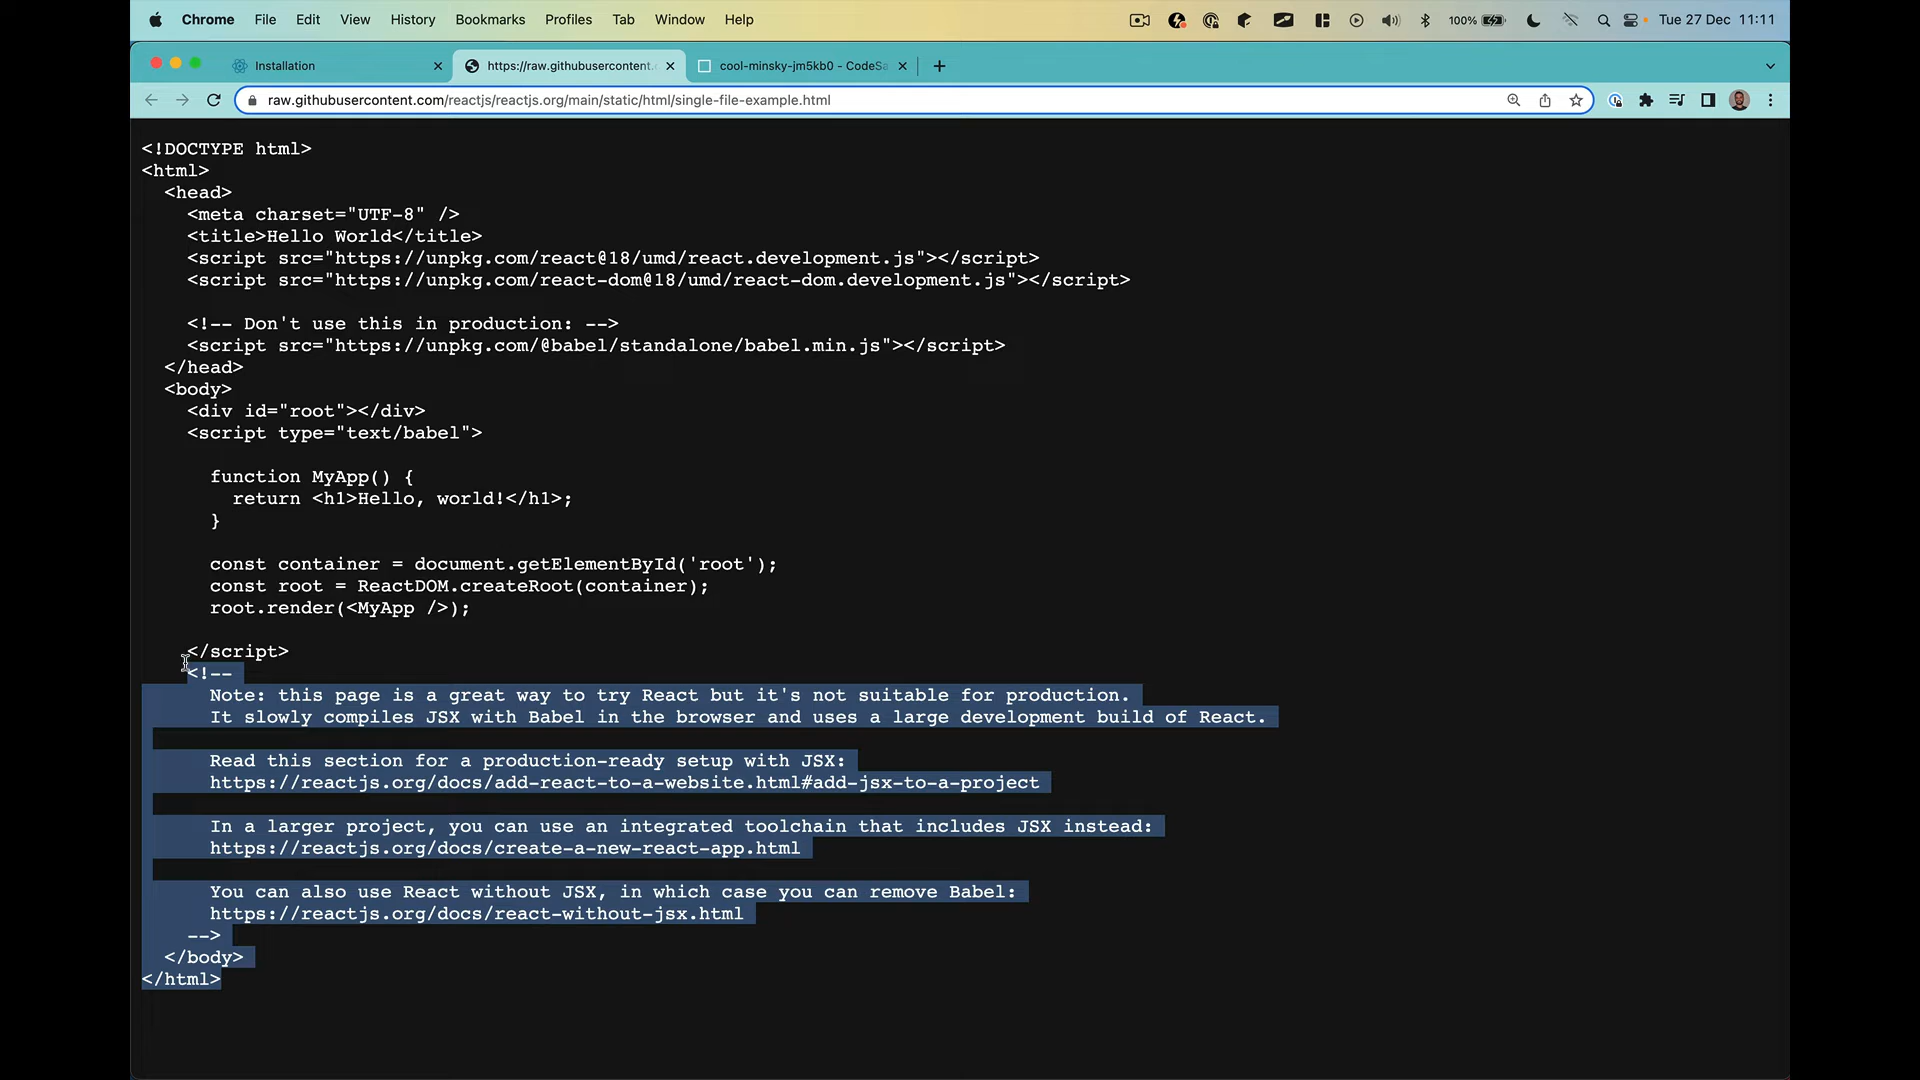 Chrome File Edit View History Bookmarks Profiles Tab Window Help 100% Tue 27 Dec 11:11
Installation https://raw.githubusercontent. cool-minsky-jm5kb0 – CodeSa
raw.githubusercontent.com/reactjs/reactjs.org/main/static/html/single-file-example.html
<!DOCTYPE html>
<html>
  <head>
    <meta charset="UTF-8" />
    <title>Hello World</title>
    <script src="https://unpkg.com/react@18/umd/react.development.js"></script>
    <script src="https://unpkg.com/react-dom@18/umd/react-dom.development.js"></script>

    <!-- Don't use this in production: -->
    <script src="https://unpkg.com/@babel/standalone/babel.min.js"></script>
  </head>
  <body>
    <div id="root"></div>
    <script type="text/babel">

      function MyApp() {
        return <h1>Hello, world!</h1>;
      }

      const container = document.getElementById('root');
      const root = ReactDOM.createRoot(container);
      root.render(<MyApp />);

    </script>
    <!--
      Note: this page is a great way to try React but it's not suitable for production.
      It slowly compiles JSX with Babel in the browser and uses a large development build of React.

      Read this section for a production-ready setup with JSX:
      https://reactjs.org/docs/add-react-to-a-website.html#add-jsx-to-a-project

      In a larger project, you can use an integrated toolchain that includes JSX instead:
      https://reactjs.org/docs/create-a-new-react-app.html

      You can also use React without JSX, in which case you can remove Babel:
      https://reactjs.org/docs/react-without-jsx.html
    -->
  </body>
</html>